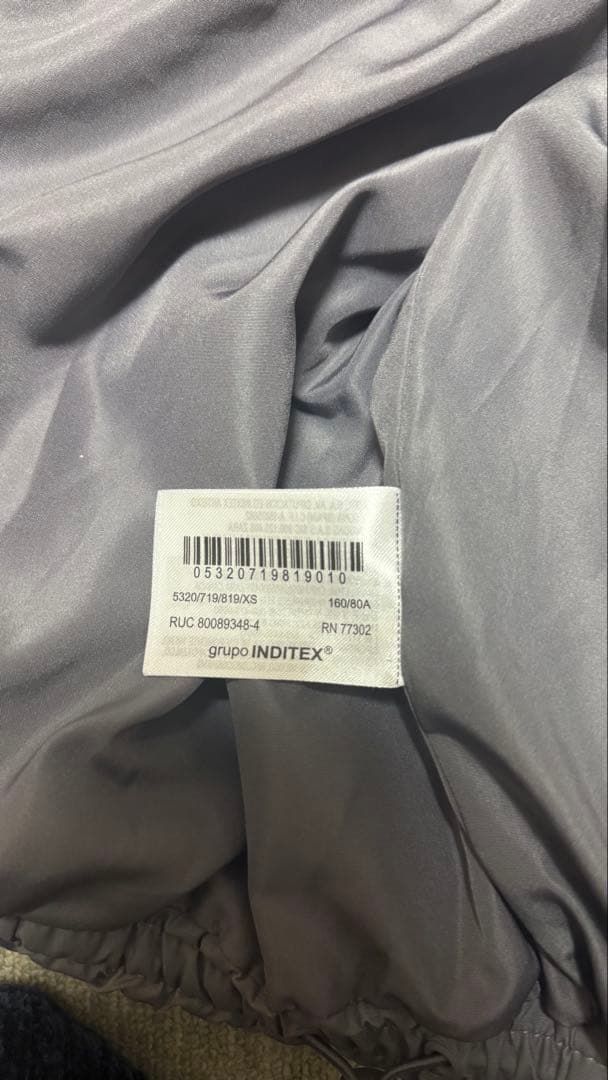 05320719819010
5320/719/819/XS 160/80A
RUC 80089348-4 RN 77302
grupo INDITEX®